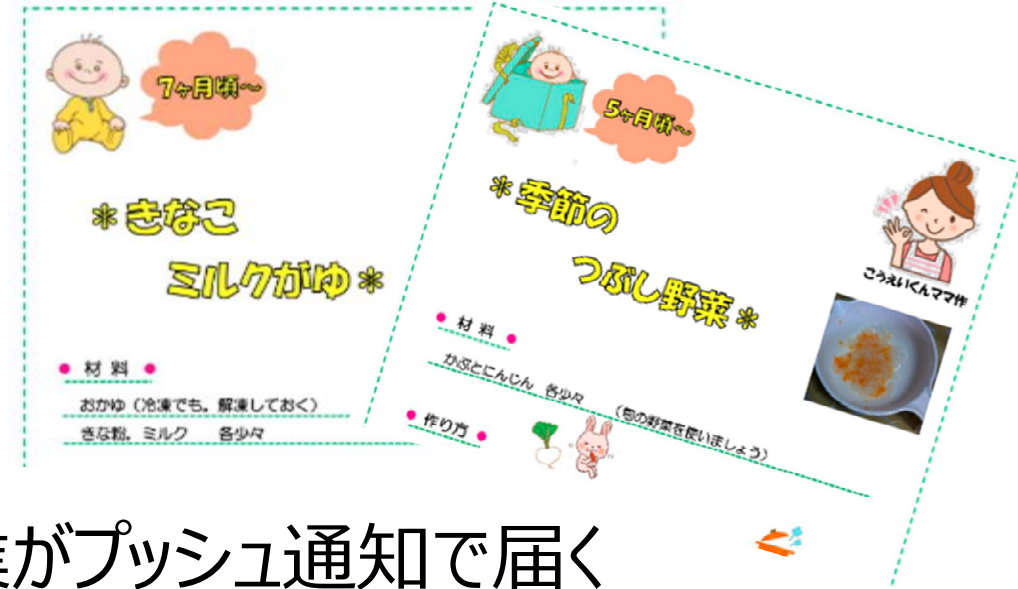 7ヶ月頃~
*きなこ
ミルクがゆ*
● 材 料 ●
おかゆ(冷凍でも。解凍しておく)
きな粉。ミルク 各少々
5ヶ月頃~
*季節の
つぶし野菜*
こうえいくんママ作
● 材 料 ●
かぶとにんじん 各少々 (旬の野菜を使いましょう)
● 作り方 ●
がプッシュ通知で届く